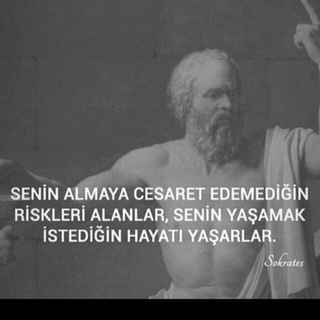 SENİN ALMAYA CESARET EDEMEDİĞİN
RİSKLERİ ALANLAR, SENİN YAŞAMAK
İSTEDİĞİN HAYATI YAŞARLAR.
Sokrates